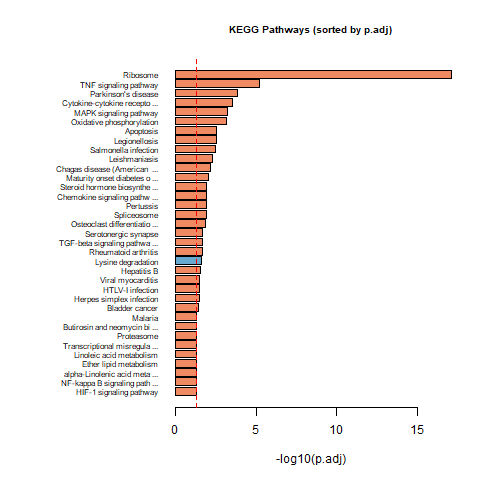 KEGG Pathways (sorted by p.adj)
Ribosome
TNF signaling pathway
Parkinson's disease
Cytokine-cytokine recepto ...
MAPK signaling pathway
Oxidative phosphorylation
Apoptosis
Legionellosis
Salmonella infection
Leishmaniasis
Chagas disease (American ...
Maturity onset diabetes o ...
Steroid hormone biosynthe ...
Chemokine signaling pathw ...
Pertussis
Spliceosome
Osteoclast differentiatio ...
Serotonergic synapse
TGF-beta signaling pathwa ...
Rheumatoid arthritis
Lysine degradation
Hepatitis B
Viral myocarditis
HTLV-I infection
Herpes simplex infection
Bladder cancer
Malaria
Butirosin and neomycin bi ...
Proteasome
Transcriptional misregula ...
Linoleic acid metabolism
Ether lipid metabolism
alpha-Linolenic acid meta ...
NF-kappa B signaling path ...
HIF-1 signaling pathway
0 5 10 15
-log10(p.adj)